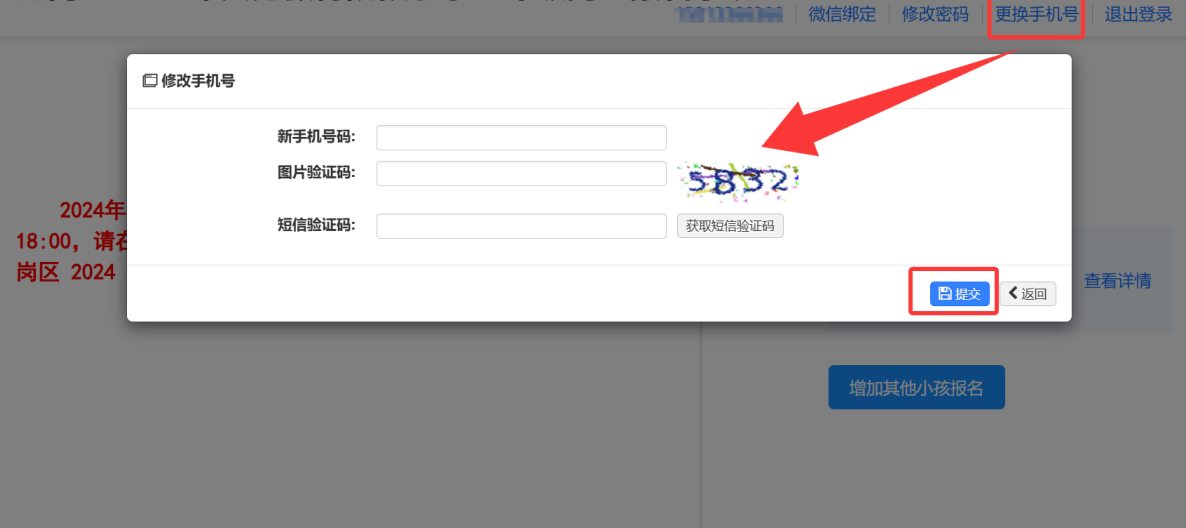 微信绑定 修改密码 更换手机号 退出登录
修改手机号
新手机号码:
图片验证码:
5832
短信验证码: 获取短信验证码
2024年
18:00，请在
岗区 2024
查看详情
提交 返回
增加其他小孩报名